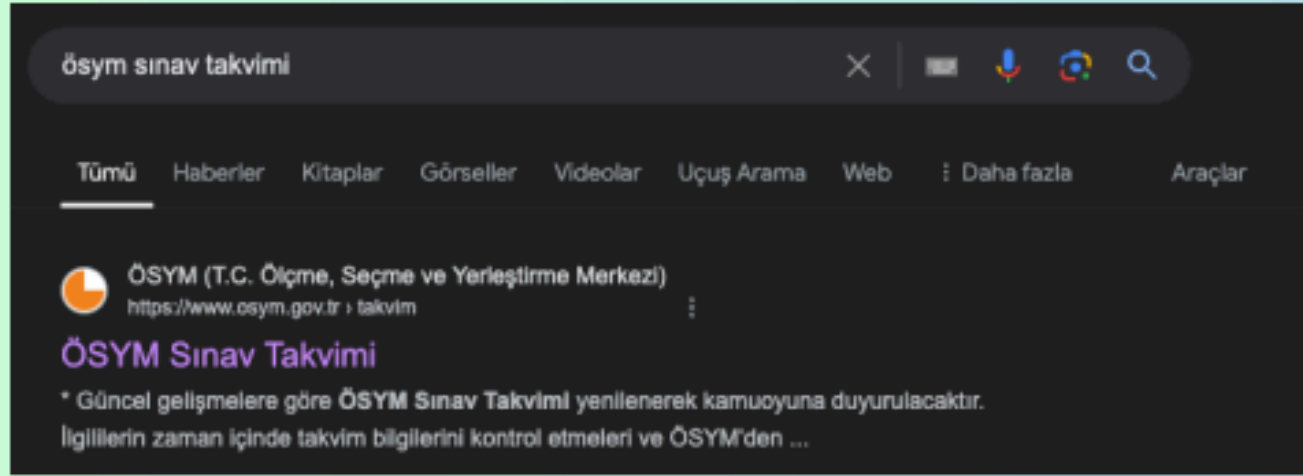 ösym sınav takvimi
Tümü Haberler Kitaplar Görseller Videolar Uçuş Arama Web Daha fazla Araçlar
ÖSYM (T.C. Ölçme, Seçme ve Yerleştirme Merkezi)
https://www.osym.gov.tr › takvim
ÖSYM Sınav Takvimi
* Güncel gelişmelere göre ÖSYM Sınav Takvimi yenilenerek kamuoyuna duyurulacaktır.
İlgililerin zaman içinde takvim bilgilerini kontrol etmeleri ve ÖSYM'den ...